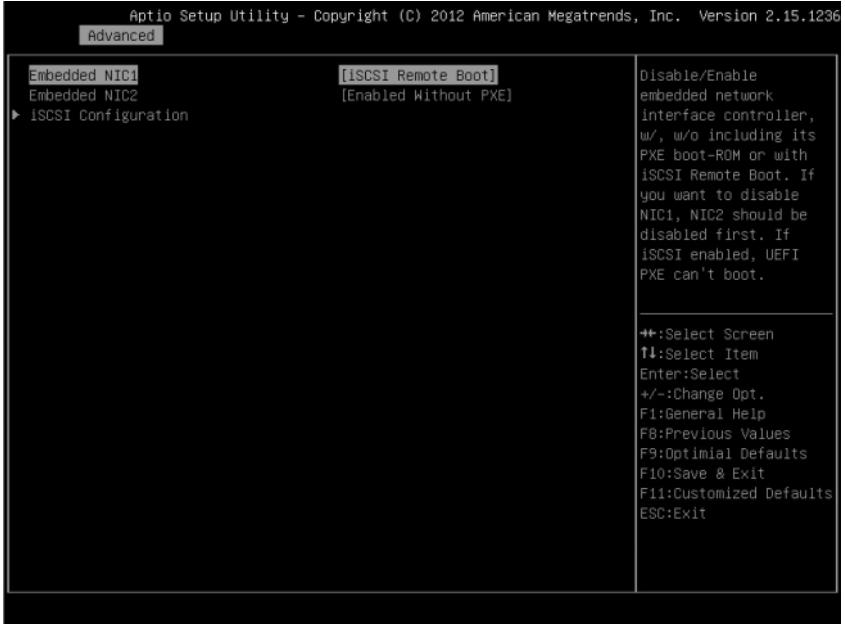 Aptio Setup Utility – Copyright (C) 2012 American Megatrends, Inc. Version 2.15.1236
Advanced
Embedded NIC1 [iSCSI Remote Boot]
Embedded NIC2 [Enabled Without PXE]
▶ iSCSI Configuration
Disable/Enable
embedded network
interface controller,
w/, w/o including its
PXE boot-ROM or with
iSCSI Remote Boot. If
you want to disable
NIC1, NIC2 should be
disabled first. If
iSCSI enabled, UEFI
PXE can't boot.
→←:Select Screen
↑↓:Select Item
Enter:Select
+/-:Change Opt.
F1:General Help
F8:Previous Values
F9:Optimial Defaults
F10:Save & Exit
F11:Customized Defaults
ESC:Exit